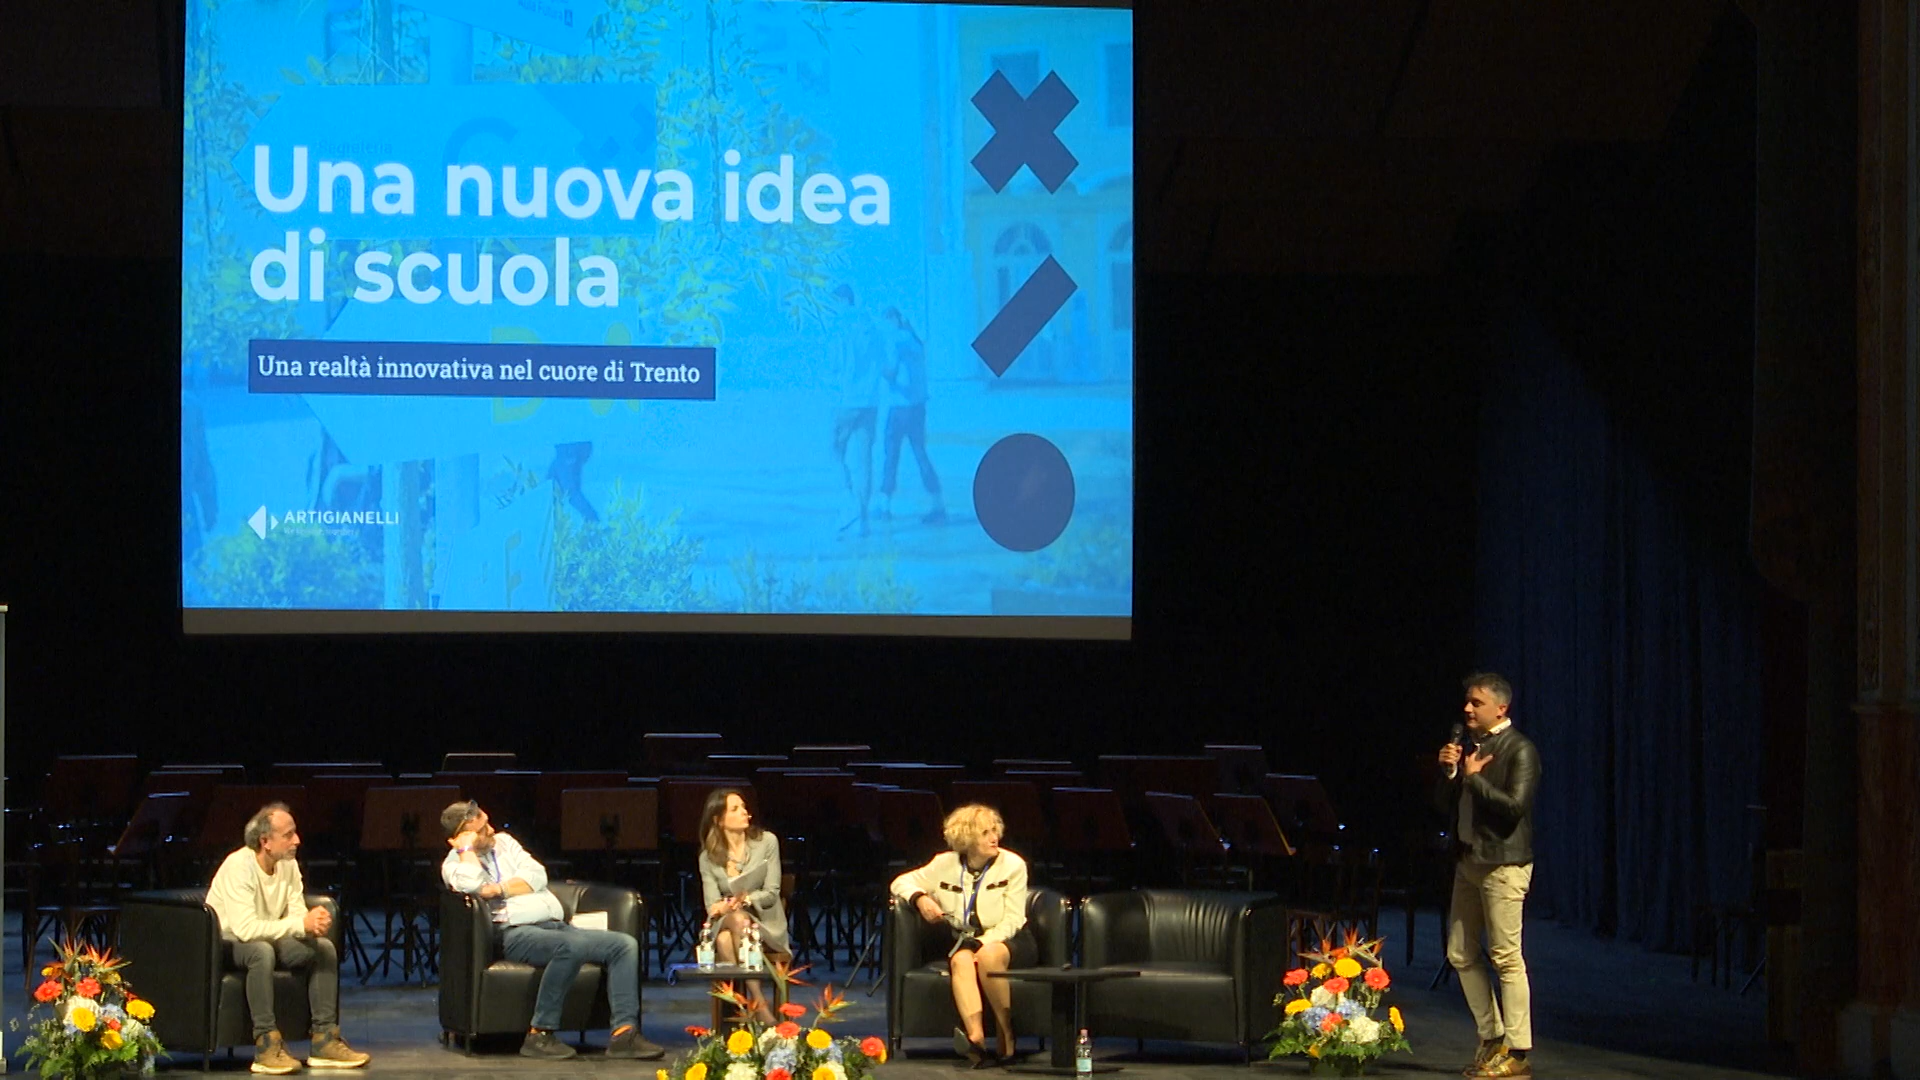 Una nuova idea
di scuola
Una realtà innovativa nel cuore di Trento
ARTIGIANELLI